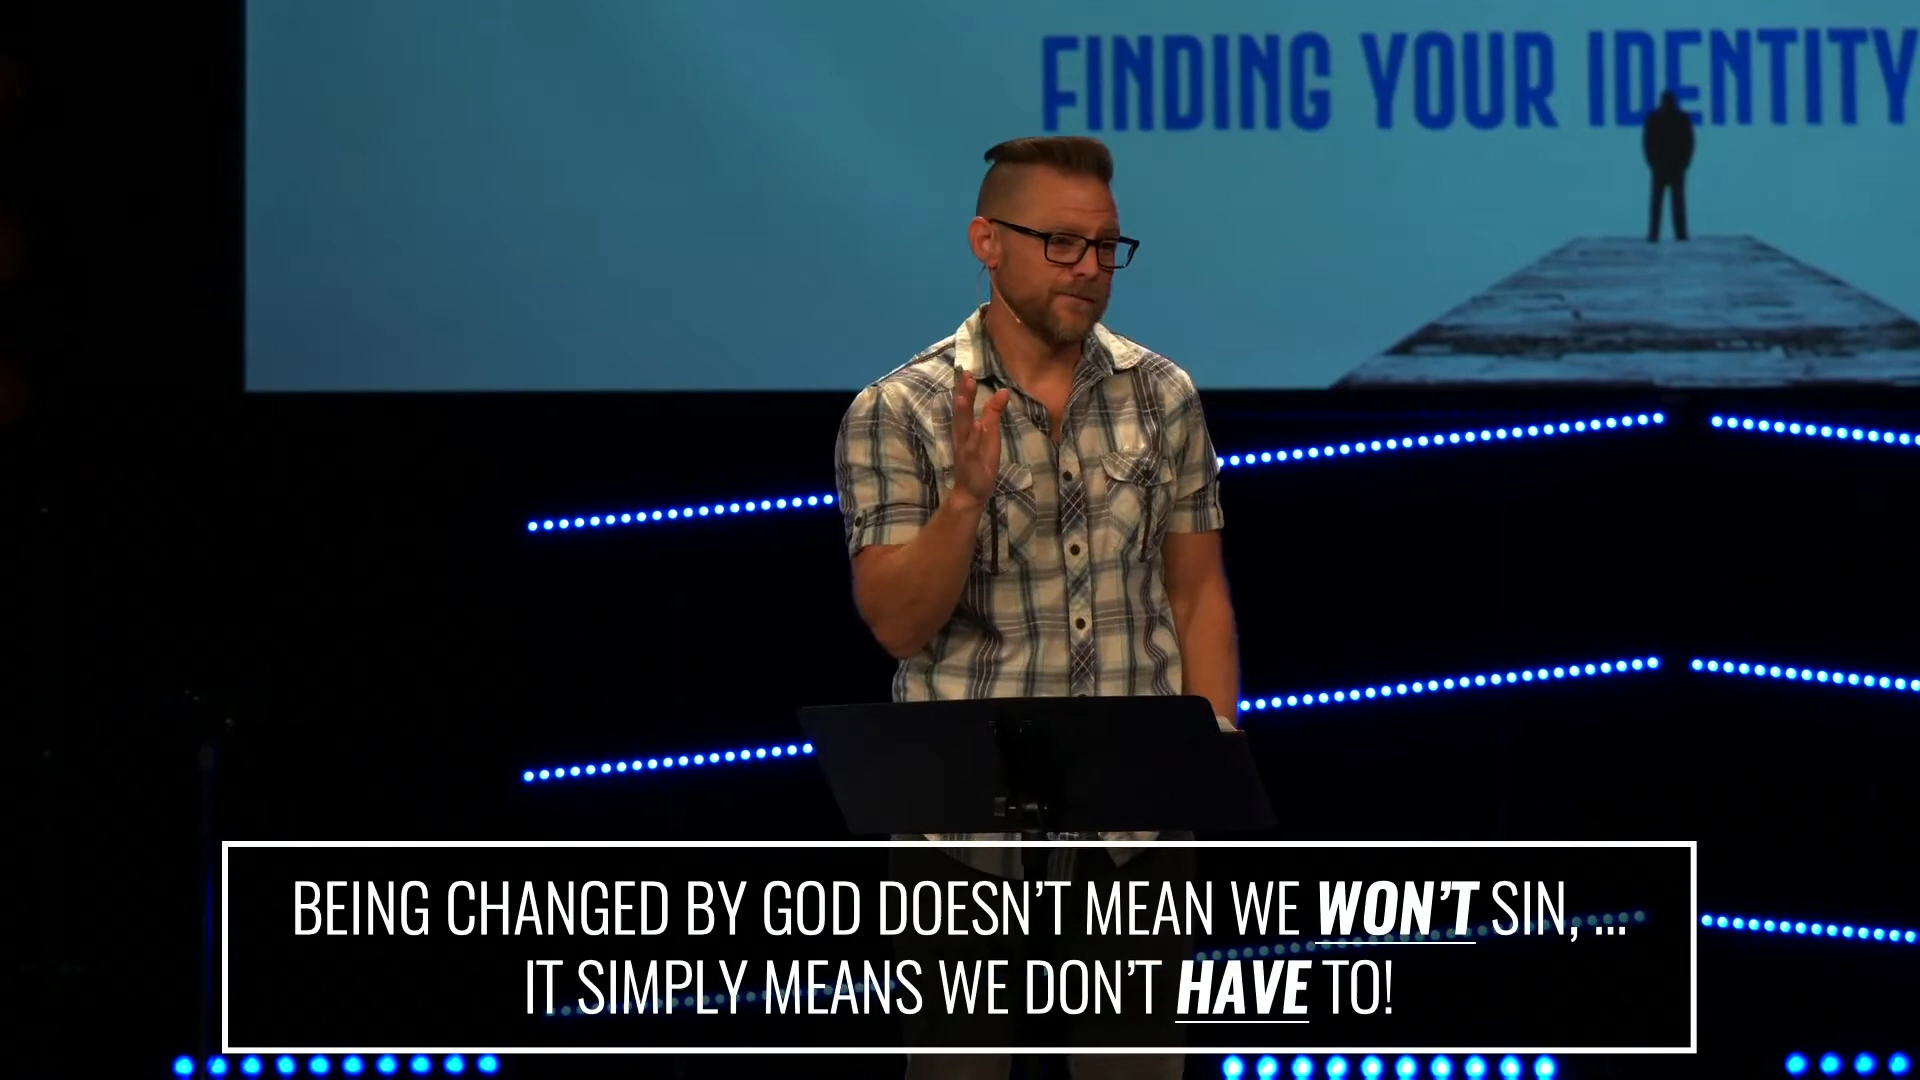 FINDING YOUR IDENTITY
BEING CHANGED BY GOD DOESN'T MEAN WE WON'T SIN, ...
IT SIMPLY MEANS WE DON'T HAVE TO!